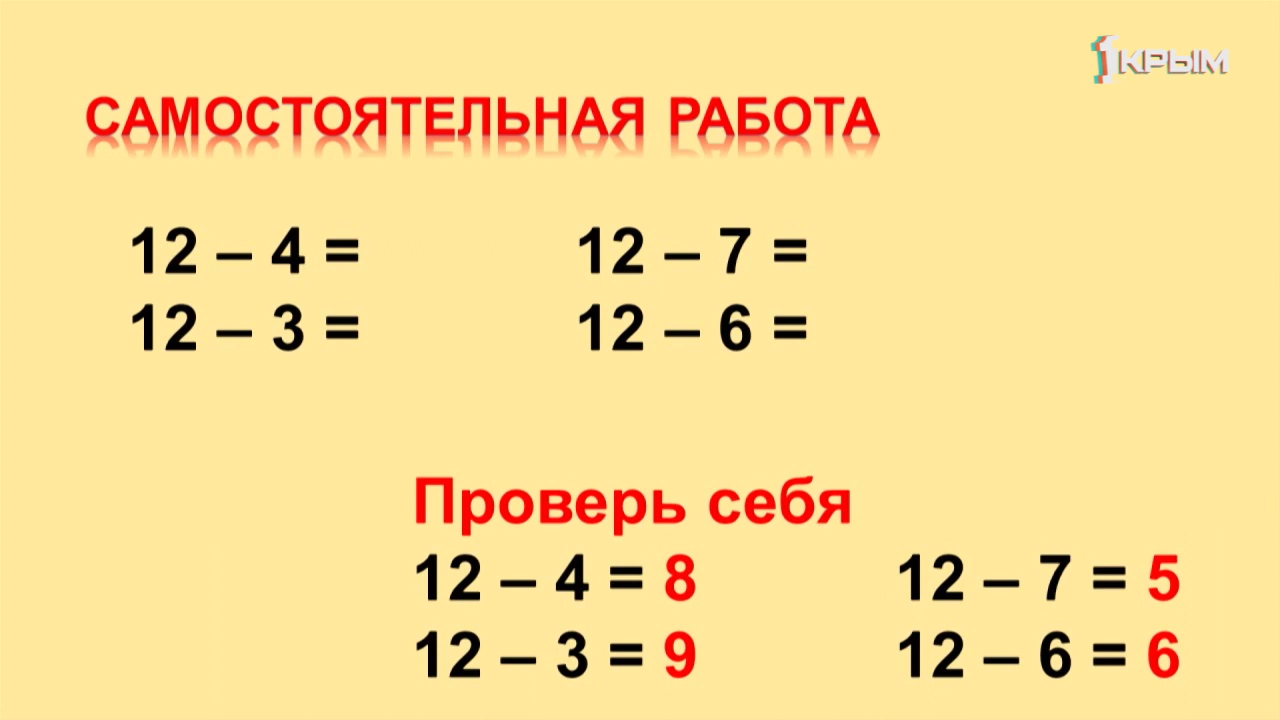 1КРЫМ
САМОСТОЯТЕЛЬНАЯ РАБОТА
12 – 4 = 12 – 7 =
12 – 3 = 12 – 6 =
Проверь себя
12 – 4 = 8 12 – 7 = 5
12 – 3 = 9 12 – 6 = 6